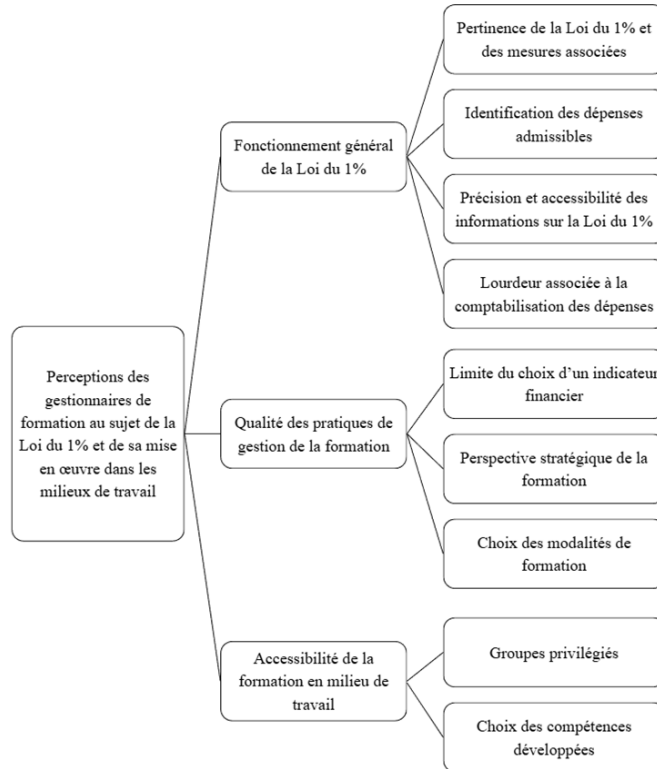 Perceptions des
gestionnaires de
formation au sujet de la
Loi du 1% et de sa mise
en œuvre dans les
milieux de travail
Fonctionnement général
de la Loi du 1%
Pertinence de la Loi du 1% et
des mesures associées
Identification des dépenses
admissibles
Précision et accessibilité des
informations sur la Loi du 1%
Lourdeur associée à la
comptabilisation des dépenses
Qualité des pratiques de
gestion de la formation
Limite du choix d’un indicateur
financier
Perspective stratégique de la
formation
Choix des modalités de
formation
Accessibilité de la
formation en milieu de
travail
Groupes privilégiés
Choix des compétences
développées